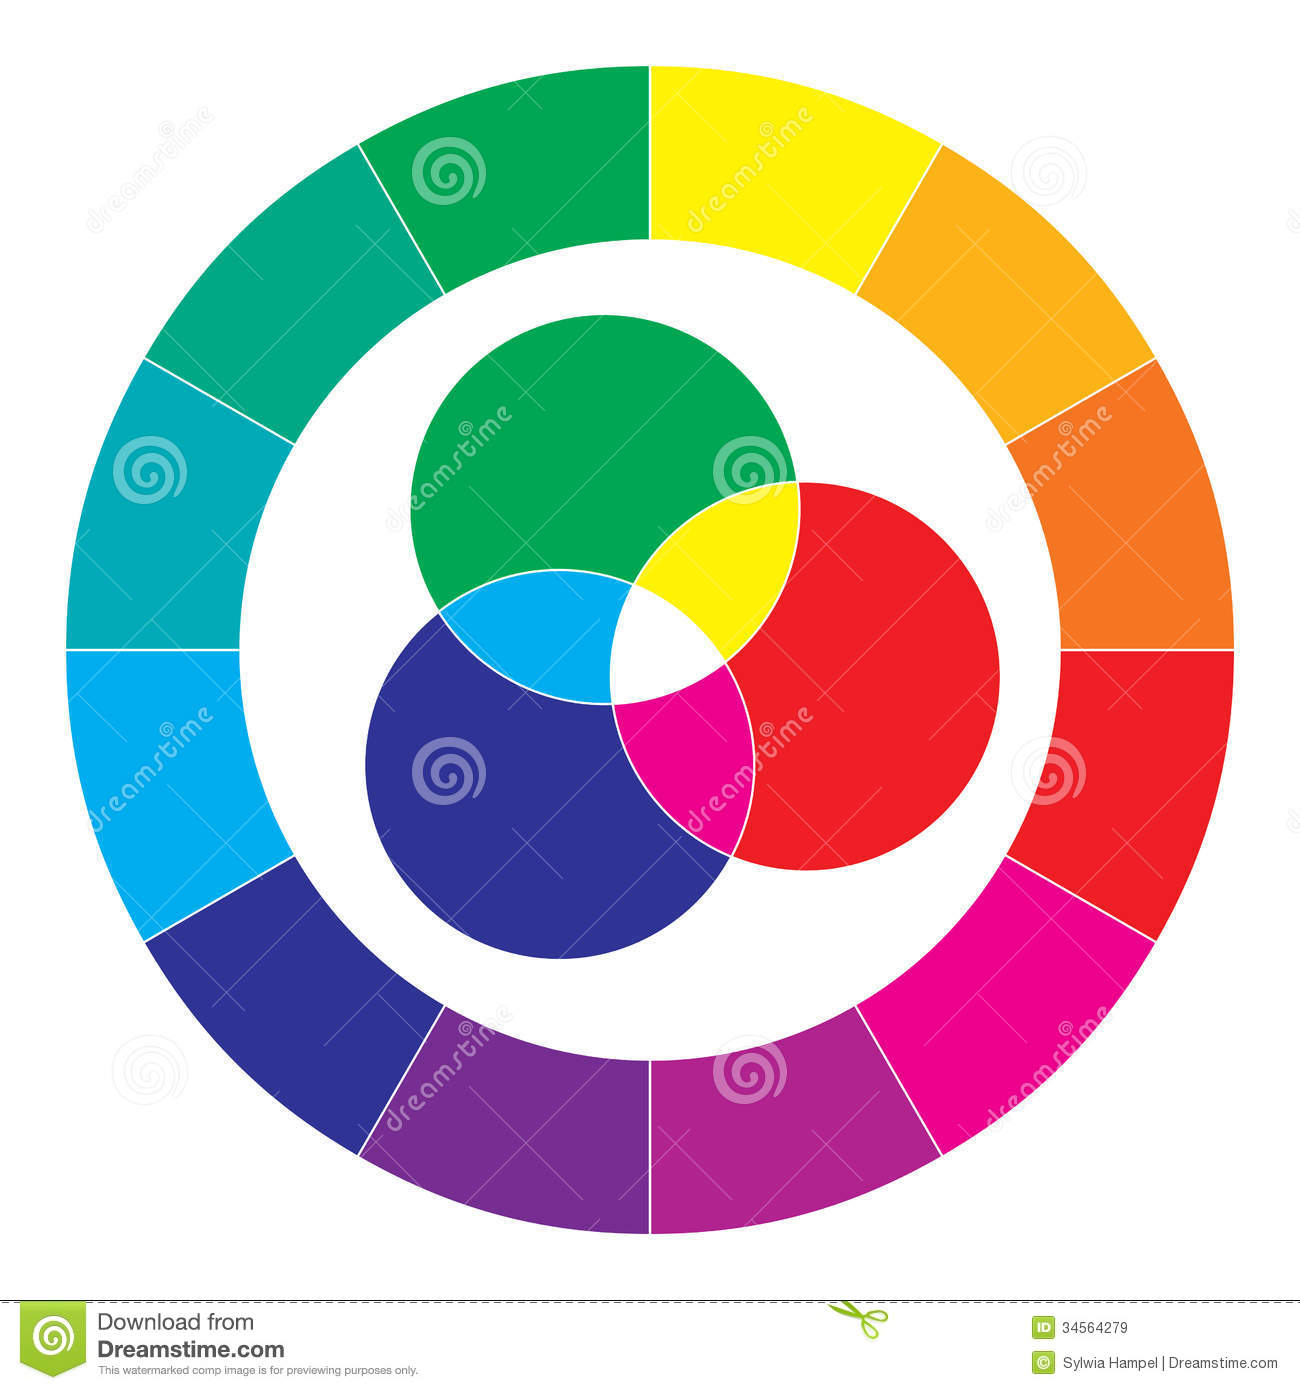 dreamstime
dreamstime
dreamstime
dreamstime
dreamstime
dreamstime
dreamstime
dreamstime
Download from
Dreamstime.com
This watermarked comp image is for previewing purposes only.
ID 34564279
© Sylwia Hampel | Dreamstime.com